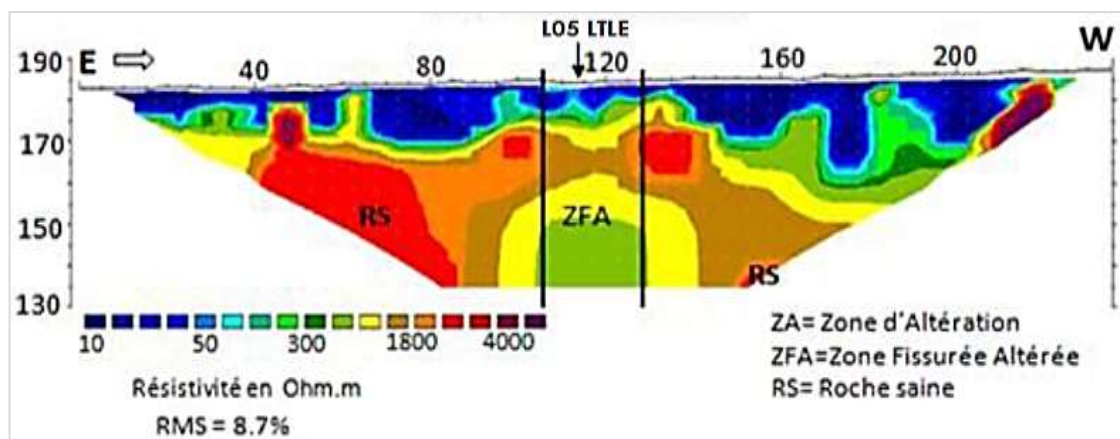 L05 LTLE
190 E 40 80 120 160 200 W
170
150
130
RS ZFA RS
10 50 300 1800 4000
Résistivité en Ohm.m
RMS = 8.7%
ZA= Zone d'Altération
ZFA=Zone Fissurée Altérée
RS= Roche saine